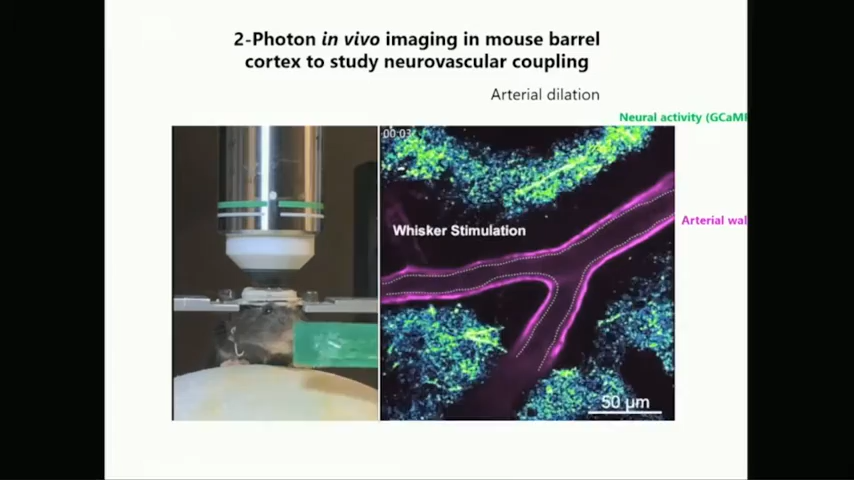 2-Photon in vivo imaging in mouse barrel
cortex to study neurovascular coupling
Arterial dilation
Neural activity (GCaM
00:03
Arterial wal
Whisker Stimulation
50 μm